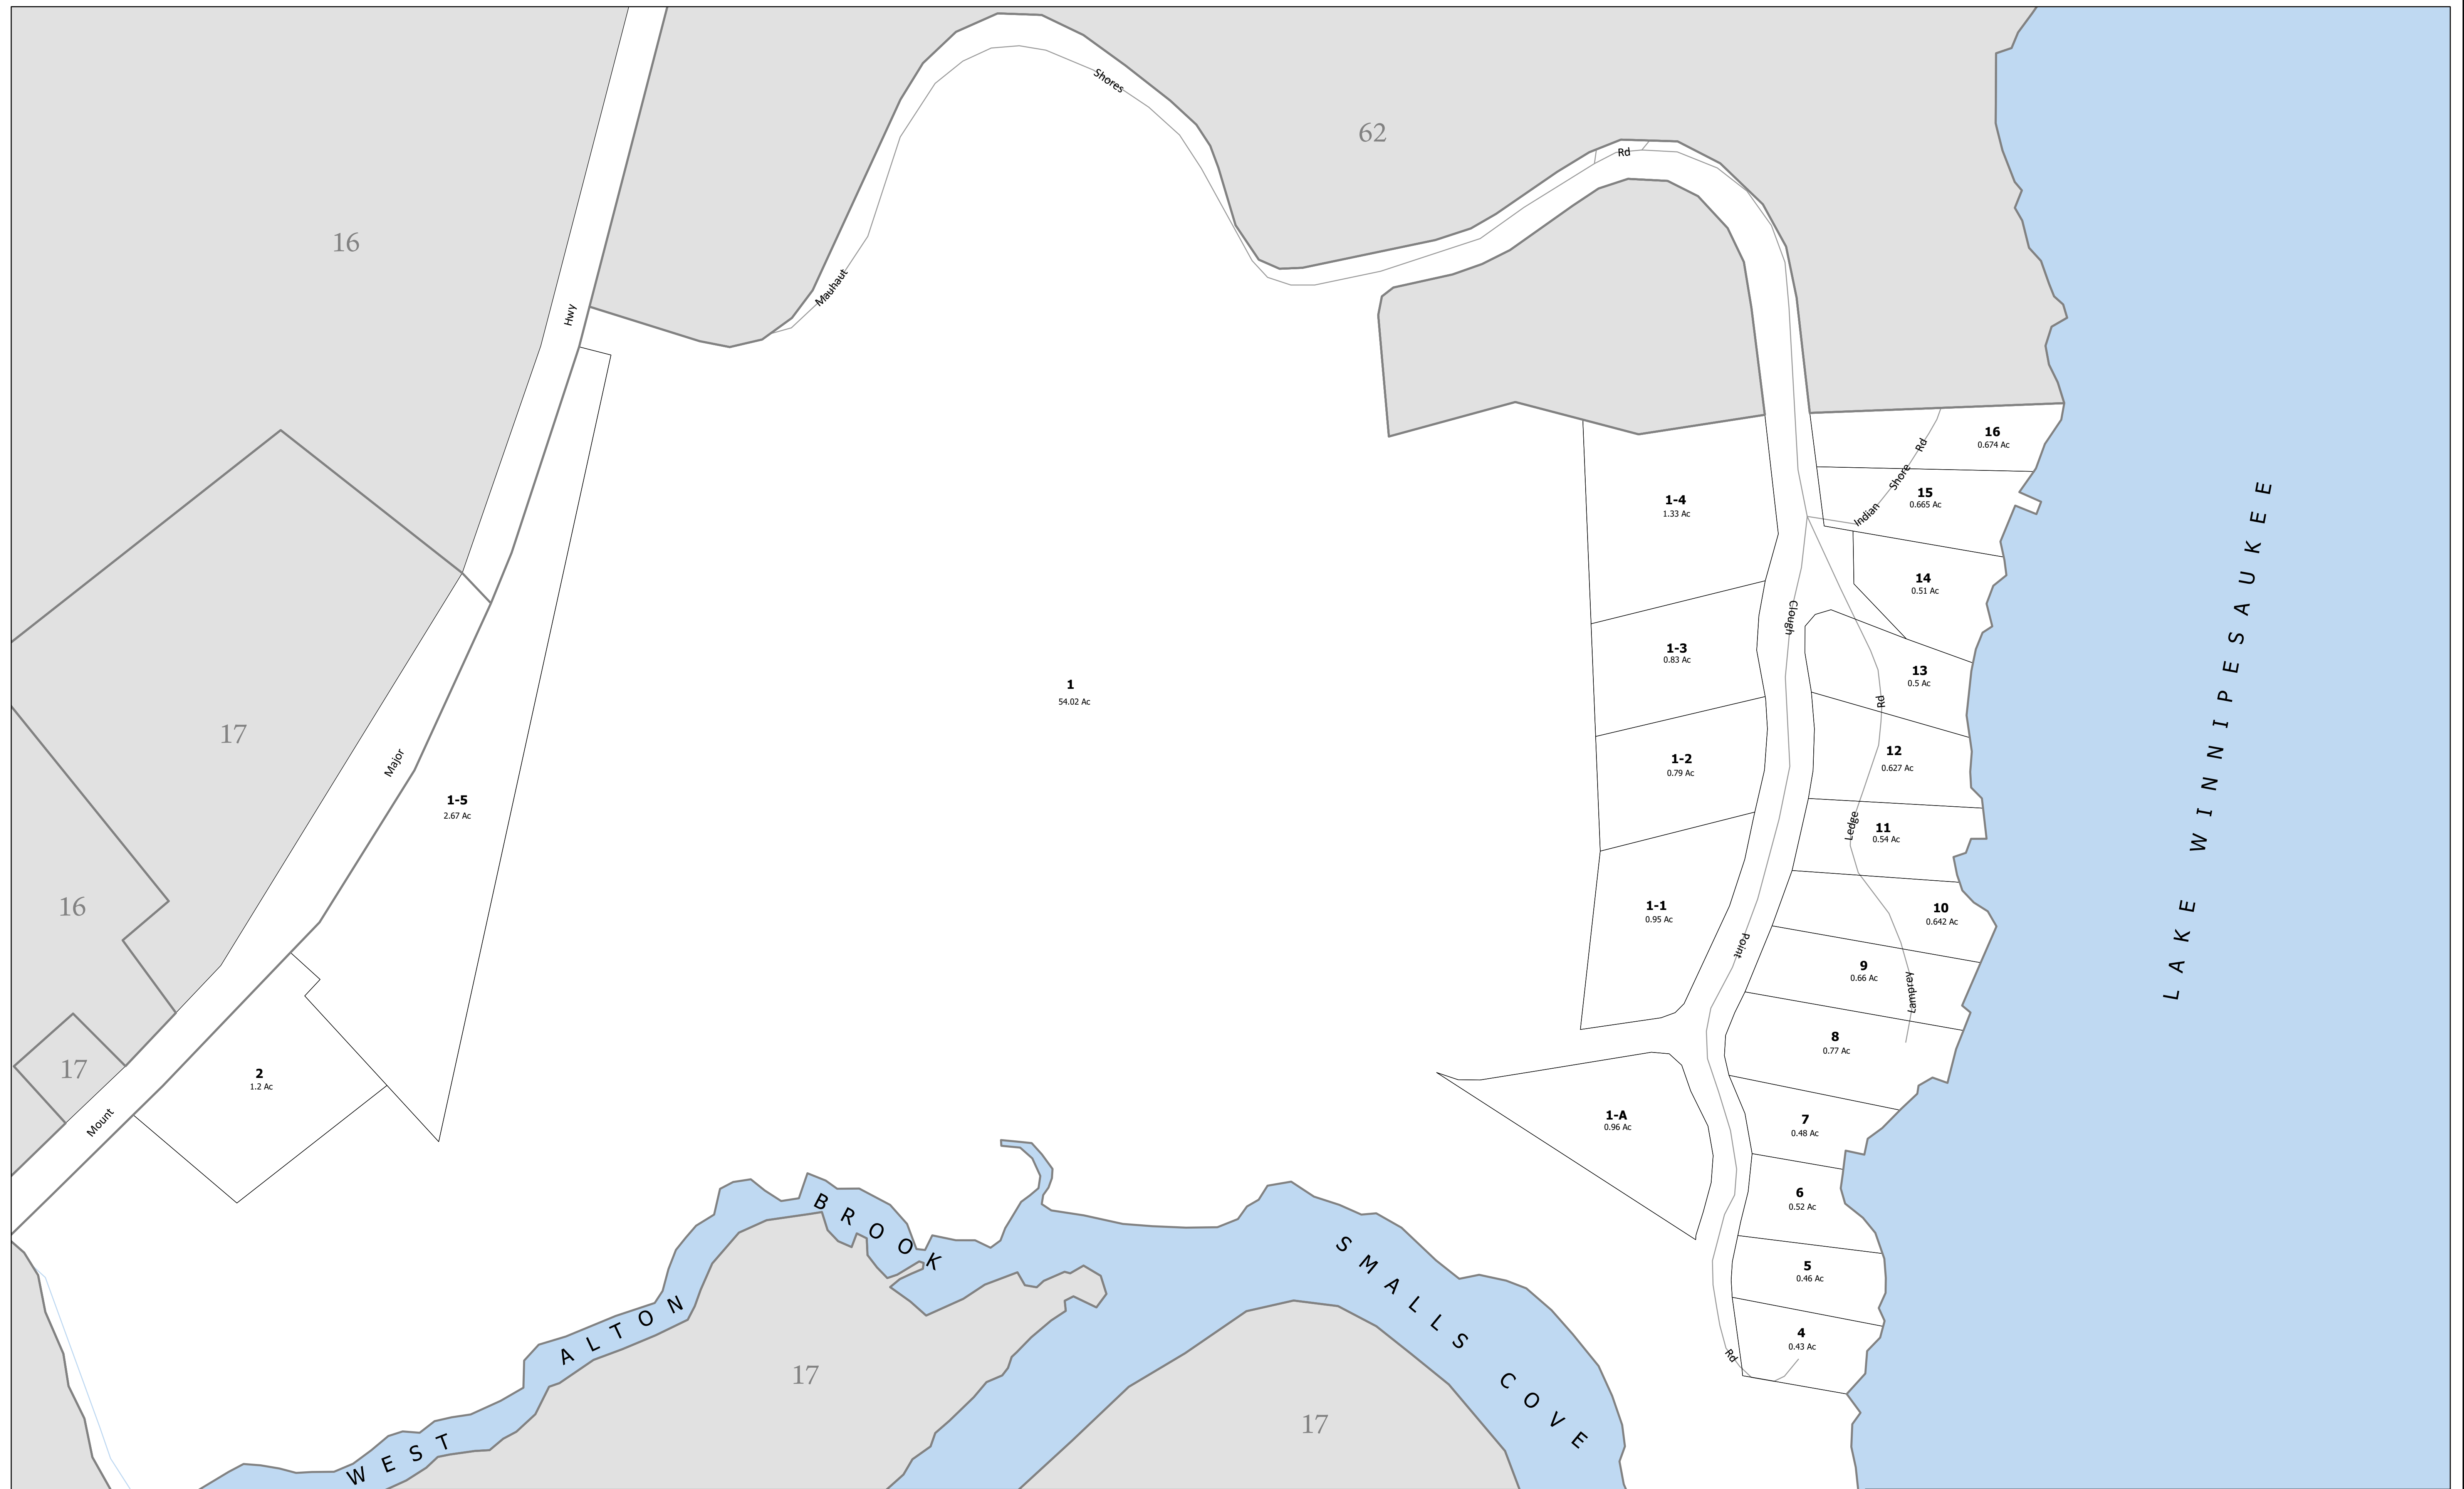 Shores
62
Rd
16
Mauhaut
Hwy
16
0.674 Ac
Rd
Shore
Indian
15
0.665 Ac
1-4
1.33 Ac
14
0.51 Ac
Clough
1-3
0.83 Ac
13
0.5 Ac
Rd
1
54.02 Ac
17
Major
1-2
0.79 Ac
12
0.627 Ac
1-5
2.67 Ac
Ledge
11
0.54 Ac
LAKE WINNIPESAUKEE
16
1-1
0.95 Ac
10
0.642 Ac
Point
9
0.66 Ac
Lamprey
8
0.77 Ac
17
2
1.2 Ac
Mount
1-A
0.96 Ac
7
0.48 Ac
6
0.52 Ac
5
0.46 Ac
4
0.43 Ac
Rd
WEST ALTON BROOK
SMALLS COVE
17
17